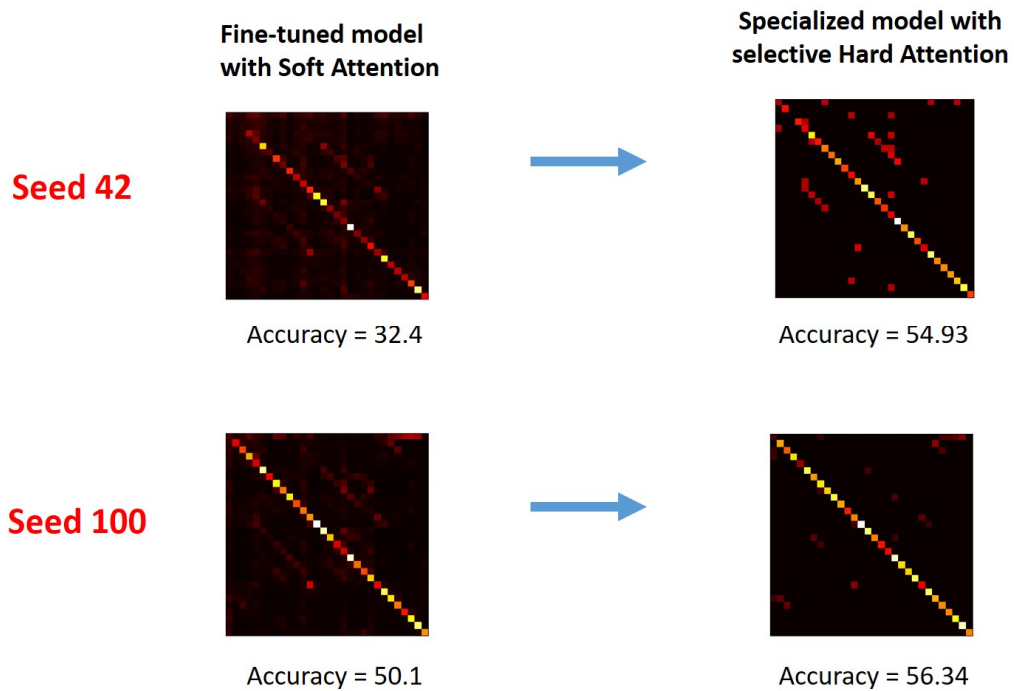 Fine-tuned model
with Soft Attention
Specialized model with
selective Hard Attention
Seed 42
Accuracy = 32.4
Accuracy = 54.93
Seed 100
Accuracy = 50.1
Accuracy = 56.34